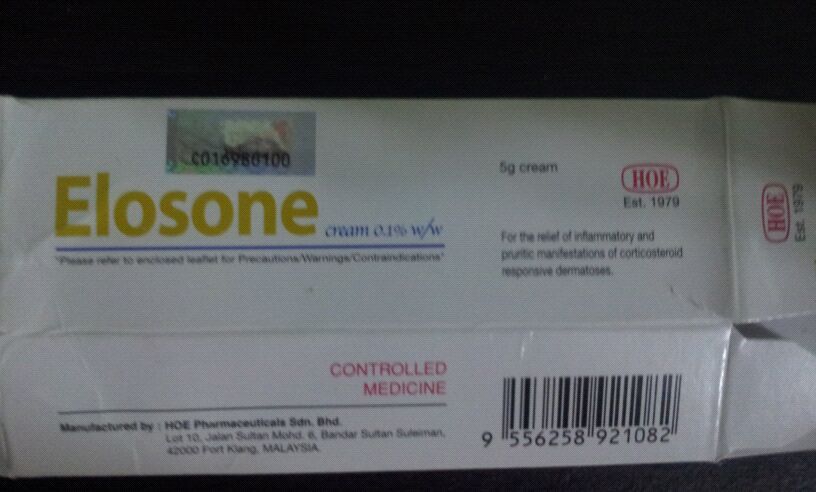 C016980100
Elosone cream 0.1% w/w
"Please refer to enclosed leaflet for Precautions/Warnings/Contraindications"
5g cream
HOE
Est. 1979
For the relief of inflammatory and
pruritic manifestations of corticosteroid
responsive dermatoses.
HOE
Est. 1979
CONTROLLED
MEDICINE
Manufactured by : HOE Pharmaceuticals Sdn. Bhd.
Lot 10, Jalan Sultan Mohd. 6, Bandar Sultan Suleiman,
42000 Port Klang, MALAYSIA.
9 556258 921082